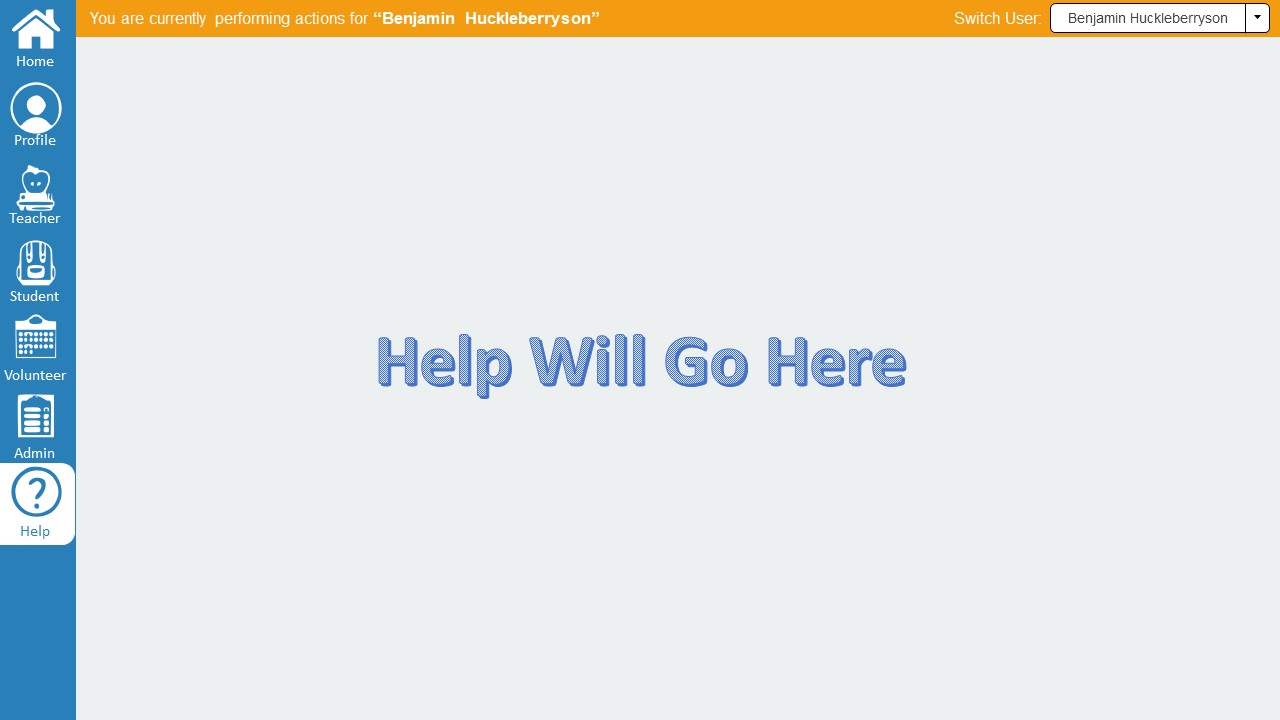 You are currently performing actions for “Benjamin Huckleberryson”
Switch User: Benjamin Huckleberryson
Home
Profile
Teacher
Student
Volunteer
Admin
Help
Help Will Go Here